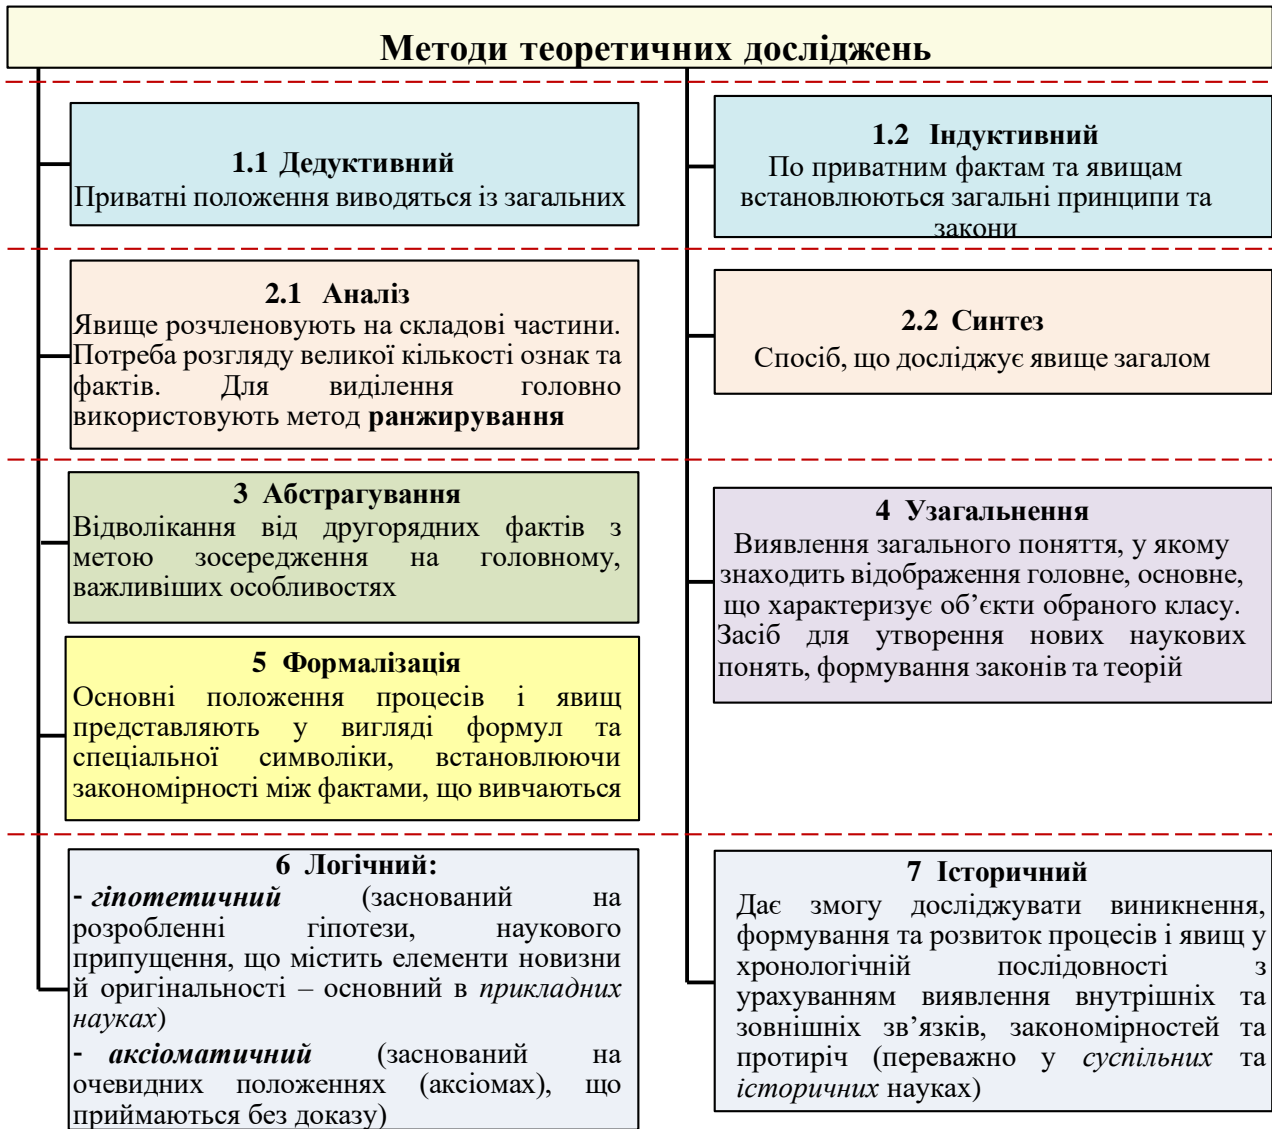 Методи теоретичних досліджень
1.1 Дедуктивний
Приватні положення виводяться із загальних
1.2 Індуктивний
По приватним фактам та явищам
встановлюються загальні принципи та
закони
2.1 Аналіз
Явище розчленовують на складові частини.
Потреба розгляду великої кількості ознак та
фактів. Для виділення головно
використовують метод ранжирування
2.2 Синтез
Спосіб, що досліджує явище загалом
3 Абстрагування
Відволікання від другорядних фактів з
метою зосередження на головному,
важливіших особливостях
4 Узагальнення
Виявлення загального поняття, у якому
знаходить відображення головне, основне,
що характеризує об’єкти обраного класу.
Засіб для утворення нових наукових
понять, формування законів та теорій
5 Формалізація
Основні положення процесів і явищ
представляють у вигляді формул та
спеціальної символіки, встановлюючи
закономірності між фактами, що вивчаються
6 Логічний:
- гіпотетичний (заснований на
розробленні гіпотези, наукового
припущення, що містить елементи новизни
й оригінальності – основний в прикладних
науках)
- аксіоматичний (заснований на
очевидних положеннях (аксіомах), що
приймаються без доказу)
7 Історичний
Дає змогу досліджувати виникнення,
формування та розвиток процесів і явищ у
хронологічній послідовності з
урахуванням виявлення внутрішніх та
зовнішніх зв’язків, закономірностей та
протиріч (переважно у суспільних та
історичних науках)